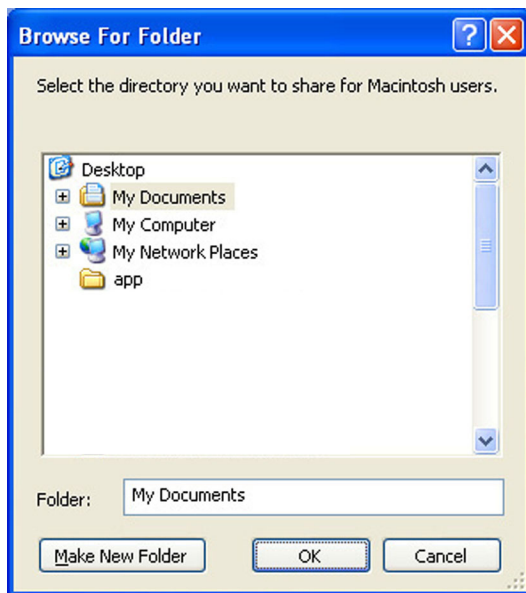 Browse For Folder
Select the directory you want to share for Macintosh users.
Desktop
My Documents
My Computer
My Network Places
app
Folder: My Documents
Make New Folder OK Cancel